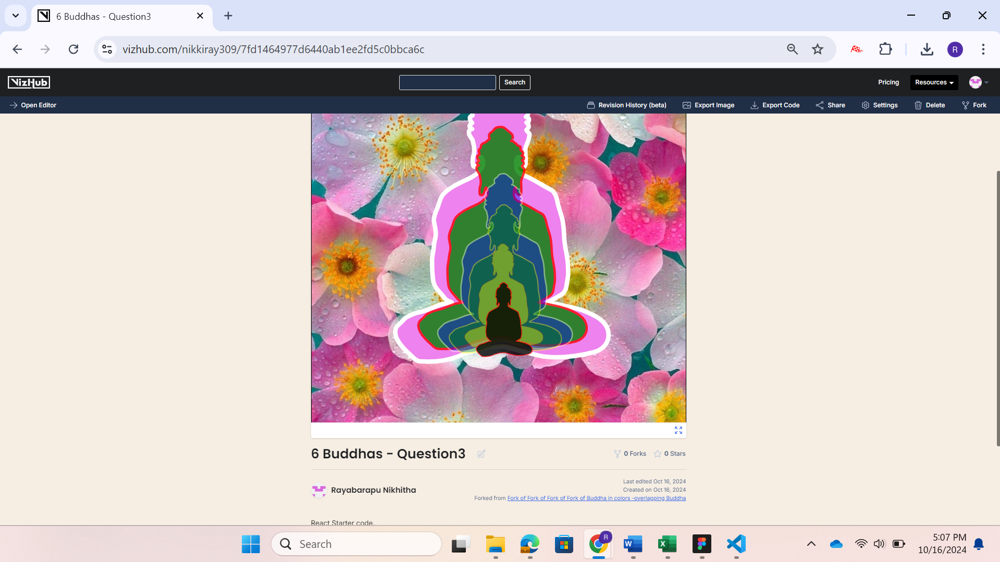 6 Buddhas - Question3
vizhub.com/nikkiray309/7fd1464977d6440ab1ee2fd5c0bbca6c
R
VizHub
Search
Pricing
Resources
Open Editor
Revision History (beta)
Export Image
Export Code
Share
Settings
Delete
Fork
6 Buddhas - Question3
0 Forks
0 Stars
Rayabarapu Nikhitha
Last edited Oct 16, 2024
Created on Oct 16, 2024
Forked from Fork of Fork of Fork of Fork of Buddha in colors -overlapping Buddha
React Starter code.
Search
R
W
X
5:07 PM
10/16/2024